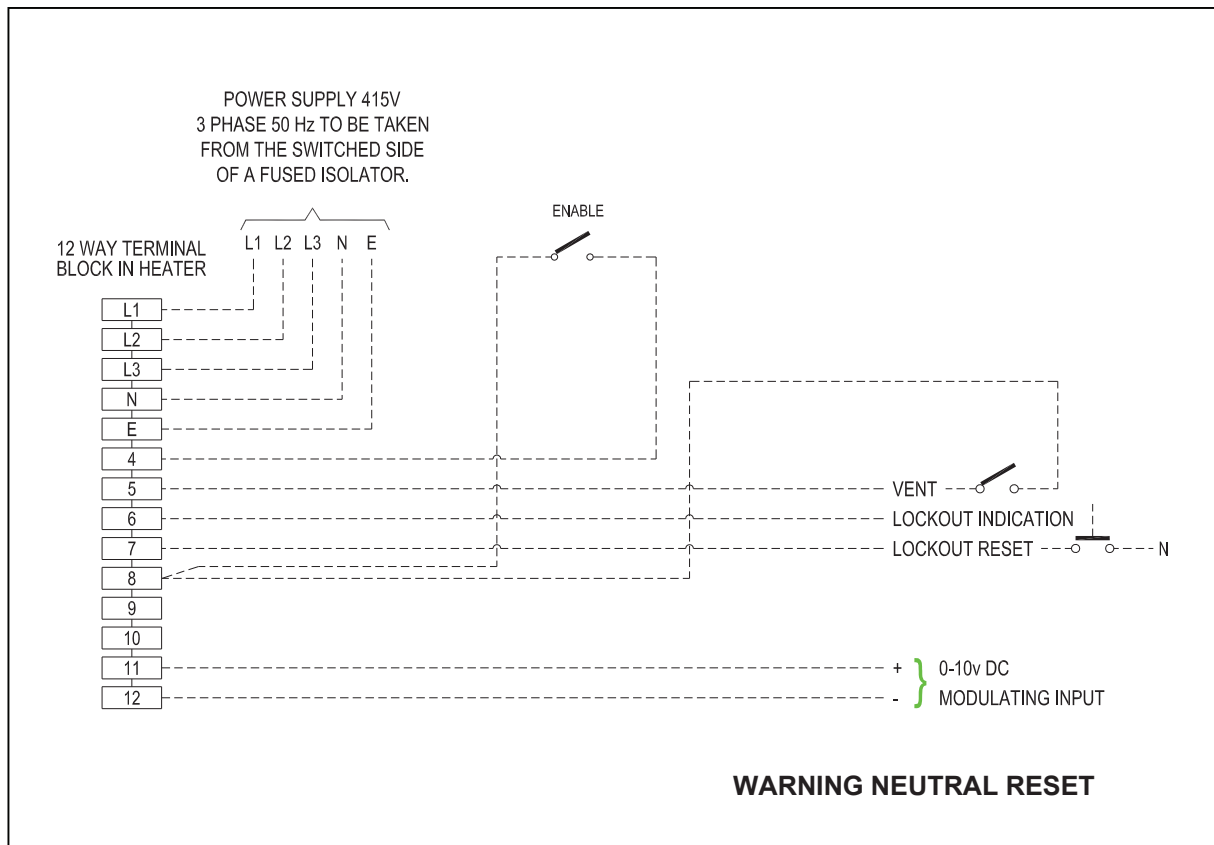 POWER SUPPLY 415V
3 PHASE 50 Hz TO BE TAKEN
FROM THE SWITCHED SIDE
OF A FUSED ISOLATOR.
ENABLE
12 WAY TERMINAL
BLOCK IN HEATER
L1 L2 L3 N E
L1
L2
L3
N
E
4
5 VENT
6 LOCKOUT INDICATION
7 LOCKOUT RESET N
8
9
10
11 + 0-10v DC
12 - MODULATING INPUT
WARNING NEUTRAL RESET